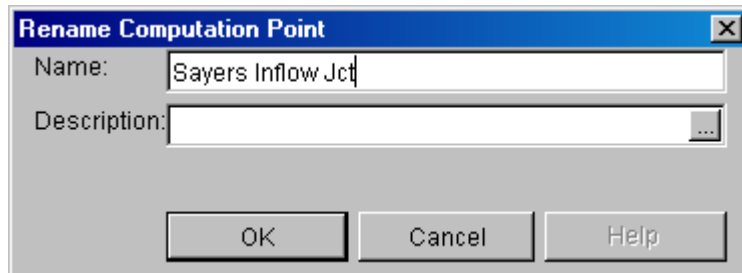 Rename Computation Point
Name: Sayers Inflow Jct
Description: ...
OK Cancel Help